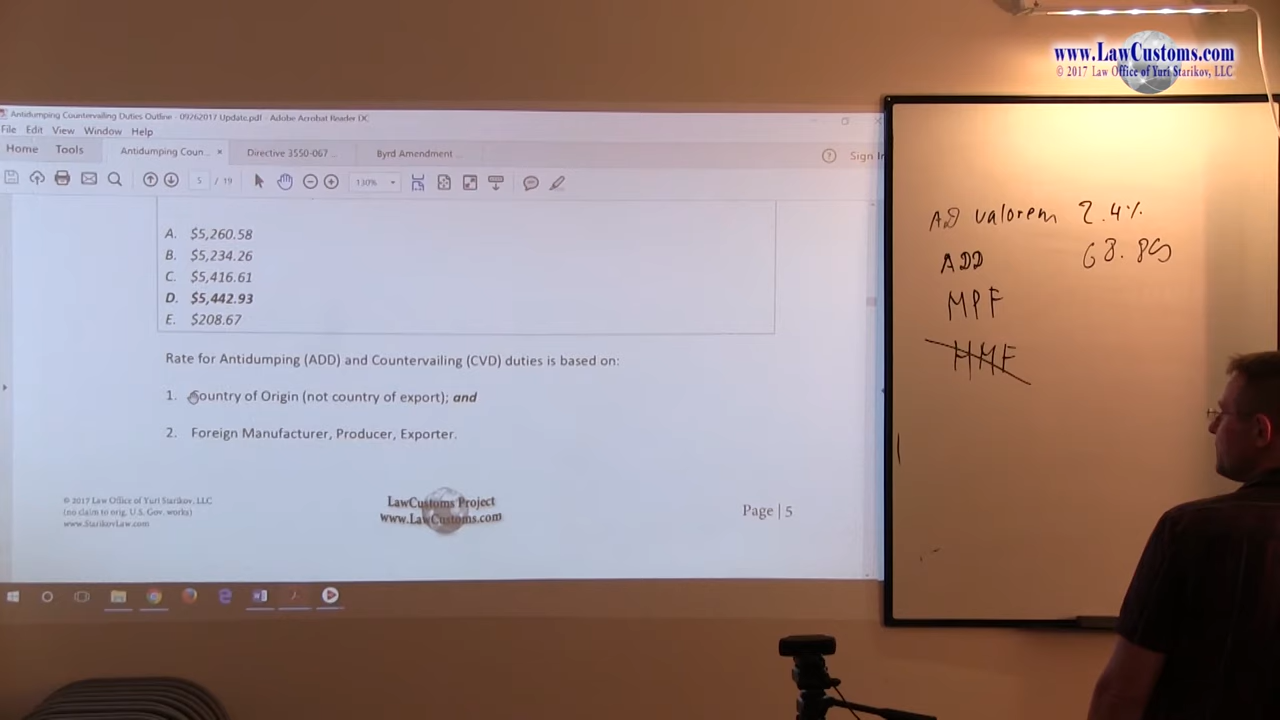 www.LawCustoms.com
© 2017 Law Office of Yuri Starikov, LLC
Antidumping Countervailing Duties Outline - 09262017 Update.pdf - Adobe Acrobat Reader DC
File Edit View Window Help
Home Tools Antidumping Coun... × Directive 3550-067 ... Byrd Amendment ... Sign In
5 / 19 130%
A. $5,260.58
B. $5,234.26
C. $5,416.61
D. $5,442.93
E. $208.67
Rate for Antidumping (ADD) and Countervailing (CVD) duties is based on:
1. Country of Origin (not country of export); and
2. Foreign Manufacturer, Producer, Exporter.
© 2017 Law Office of Yuri Starikov, LLC
(no claim to orig. U.S. Gov. works)
www.StarikovLaw.com
LawCustoms Project
www.LawCustoms.com
Page | 5
AD valorem 2.4%
ADD 68.85
MPF
HMF